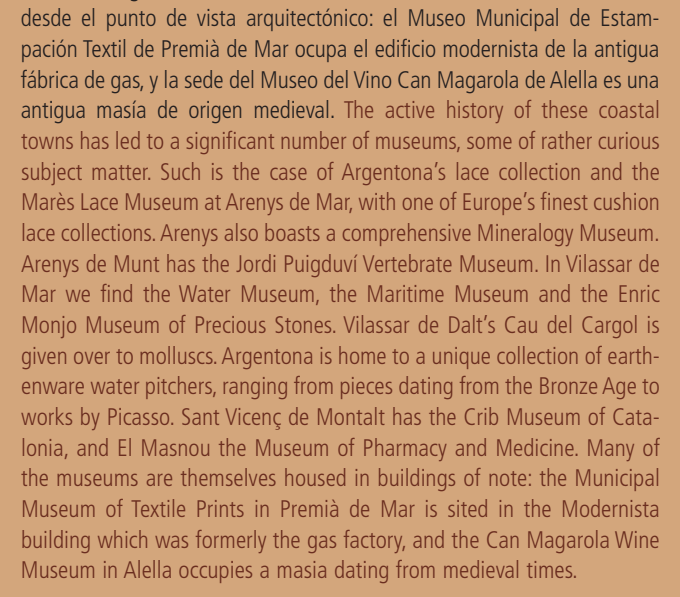 desde el punto de vista arquitectónico: el Museo Municipal de Estam-
pación Textil de Premià de Mar ocupa el edificio modernista de la antigua
fábrica de gas, y la sede del Museo del Vino Can Magarola de Alella es una
antigua masía de origen medieval. The active history of these coastal
towns has led to a significant number of museums, some of rather curious
subject matter. Such is the case of Argentona's lace collection and the
Marès Lace Museum at Arenys de Mar, with one of Europe's finest cushion
lace collections. Arenys also boasts a comprehensive Mineralogy Museum.
Arenys de Munt has the Jordi Puigduví Vertebrate Museum. In Vilassar de
Mar we find the Water Museum, the Maritime Museum and the Enric
Monjo Museum of Precious Stones. Vilassar de Dalt's Cau del Cargol is
given over to molluscs. Argentona is home to a unique collection of earth-
enware water pitchers, ranging from pieces dating from the Bronze Age to
works by Picasso. Sant Vicenç de Montalt has the Crib Museum of Cata-
lonia, and El Masnou the Museum of Pharmacy and Medicine. Many of
the museums are themselves housed in buildings of note: the Municipal
Museum of Textile Prints in Premià de Mar is sited in the Modernista
building which was formerly the gas factory, and the Can Magarola Wine
Museum in Alella occupies a masia dating from medieval times.